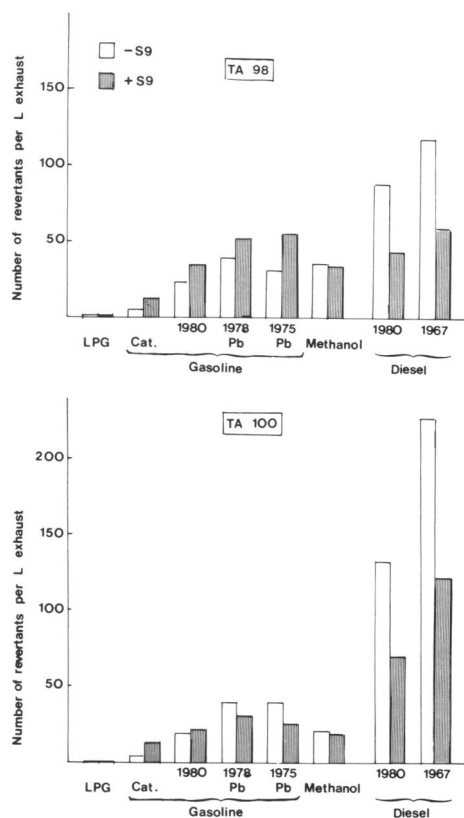 −S9
+S9
TA 98
Number of revertants per L exhaust
150
100
50
1980 1978 1975 1980 1967
LPG Cat. Pb Pb Methanol
Gasoline Diesel
TA 100
Number of revertants per L exhaust
200
150
100
50
1980 1978 1975 1980 1967
LPG Cat. Pb Pb Methanol
Gasoline Diesel